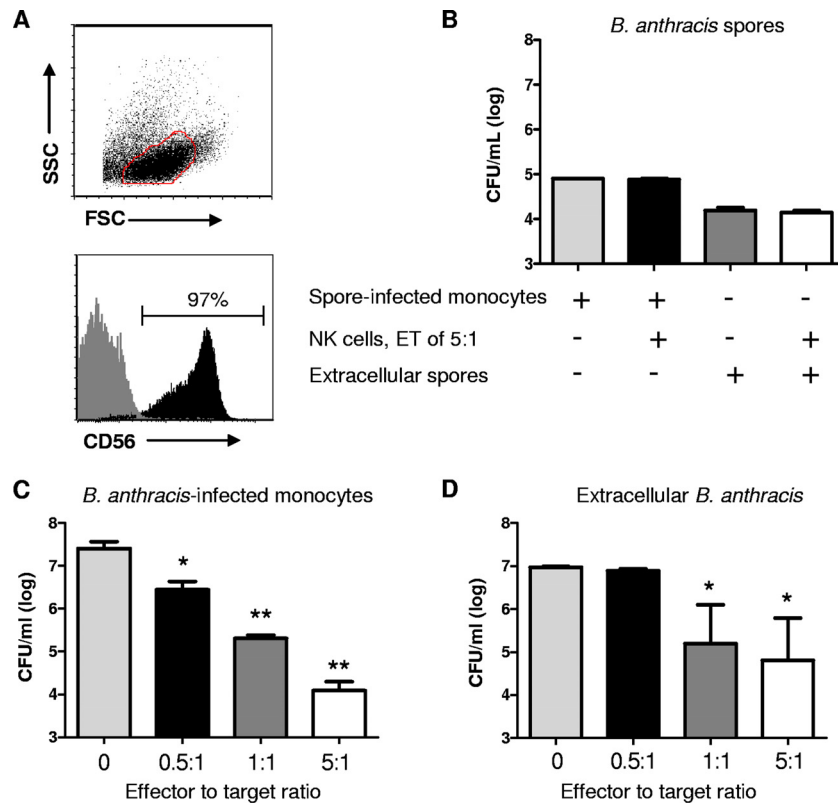 A
SSC
FSC
97%
CD56
B
B. anthracis spores
CFU/mL (log)
8
7
6
5
4
3
Spore-infected monocytes + + - -
NK cells, ET of 5:1 - + - +
Extracellular spores - - + +
C
B. anthracis-infected monocytes
CFU/ml (log)
8
7
6
5
4
3
*
**
**
0 0.5:1 1:1 5:1
Effector to target ratio
D
Extracellular B. anthracis
CFU/ml (log)
8
7
6
5
4
3
*
*
0 0.5:1 1:1 5:1
Effector to target ratio